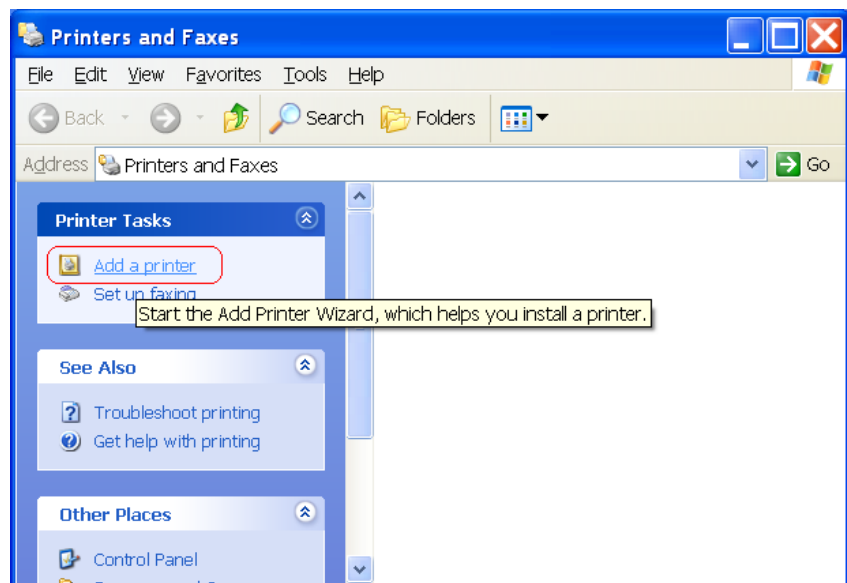 Printers and Faxes
File Edit View Favorites Tools Help
Back Search Folders
Address Printers and Faxes Go
Printer Tasks
Add a printer
Set up faxing
Start the Add Printer Wizard, which helps you install a printer.
See Also
Troubleshoot printing
Get help with printing
Other Places
Control Panel